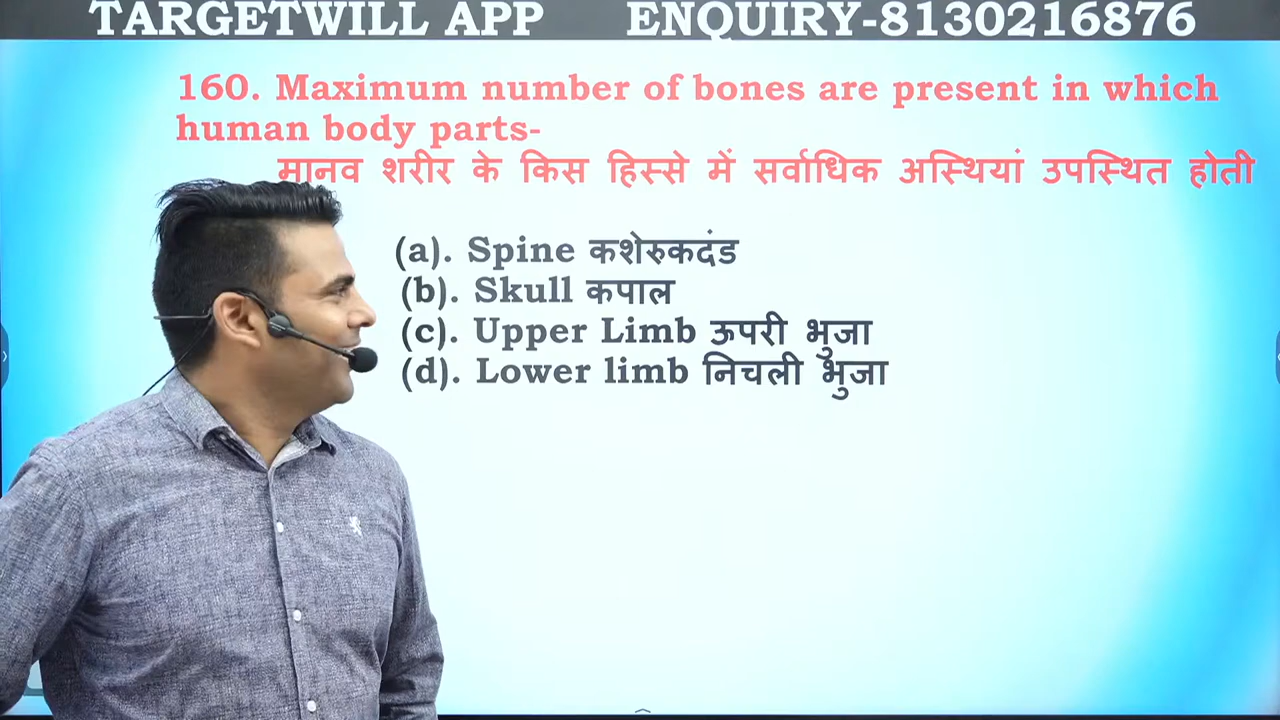 TARGETWILL APP ENQUIRY-8130216876
160. Maximum number of bones are present in which
human body parts-
मानव शरीर के किस हिस्से में सर्वाधिक अस्थियां उपस्थित होती
(a). Spine कशेरुकदंड
(b). Skull कपाल
(c). Upper Limb ऊपरी भुजा
(d). Lower limb निचली भुजा